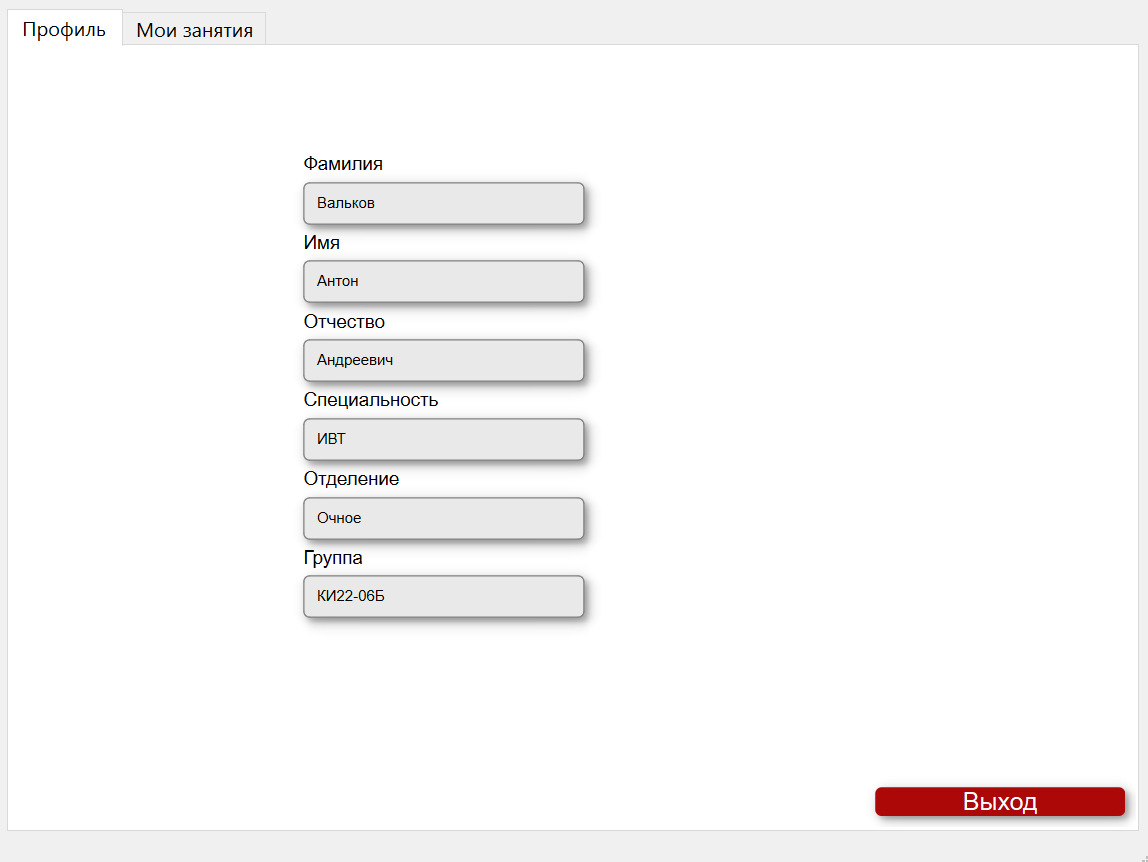 Профиль
Мои занятия
Фамилия
Вальков
Имя
Антон
Отчество
Андреевич
Специальность
ИВТ
Отделение
Очное
Группа
КИ22-06Б
Выход